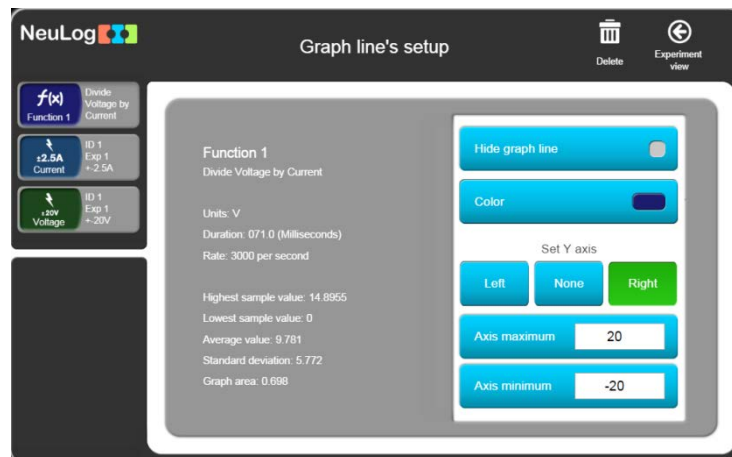 NeuLog
Graph line's setup
Delete
Experiment
view
f(x)
Function 1
Divide
Voltage by
Current
±2.5A
Current
ID 1
Exp 1
+-2.5A
±20V
Voltage
ID 1
Exp 1
+-20V
Function 1
Divide Voltage by Current
Units: V
Duration: 071.0 (Milliseconds)
Rate: 3000 per second
Highest sample value: 14.8955
Lowest sample value: 0
Average value: 9.781
Standard deviation: 5.772
Graph area: 0.698
Hide graph line
Color
Set Y axis
Left
None
Right
Axis maximum
20
Axis minimum
-20